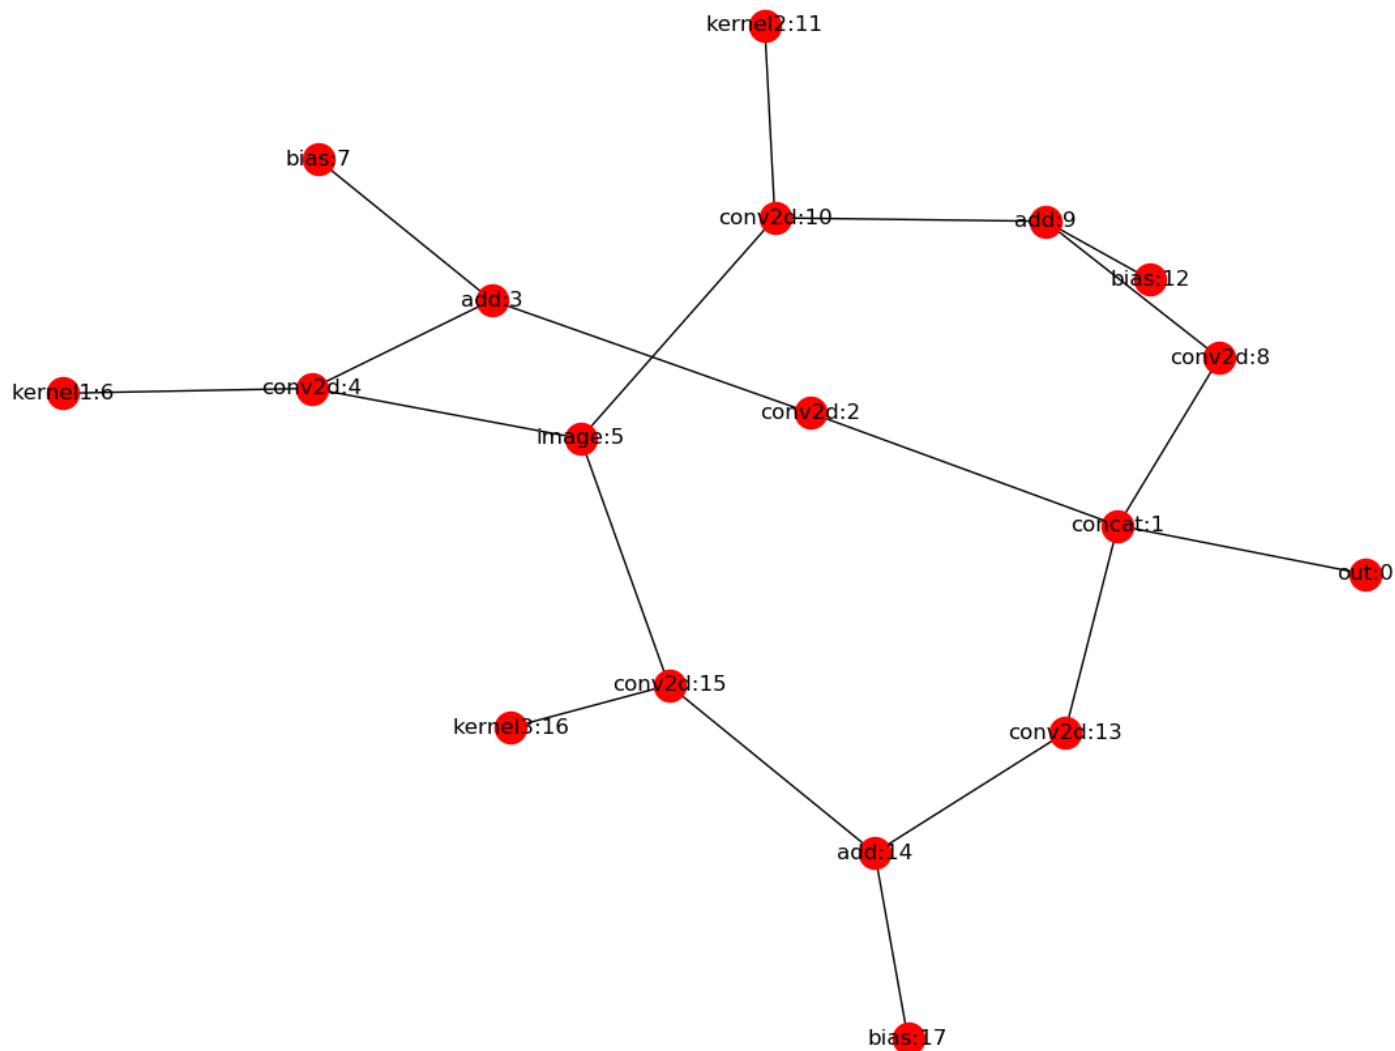 kernel2:11
bias:7
conv2d:10
add:9
bias:12
add:3
conv2d:8
kernel1:6
conv2d:4
conv2d:2
image:5
concat:1
out:0
conv2d:15
kernel3:16
conv2d:13
add:14
bias:17